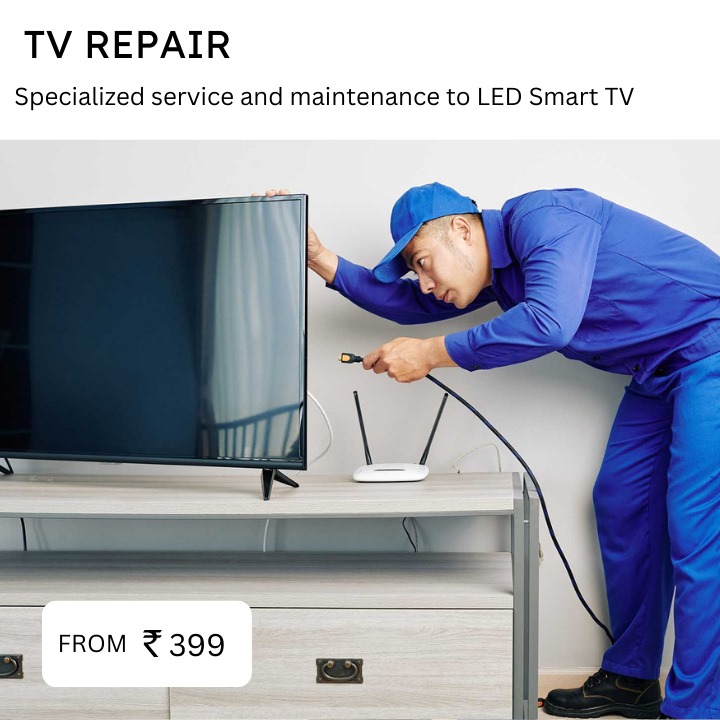 TV REPAIR
Specialized service and maintenance to LED Smart TV
FROM ₹ 399